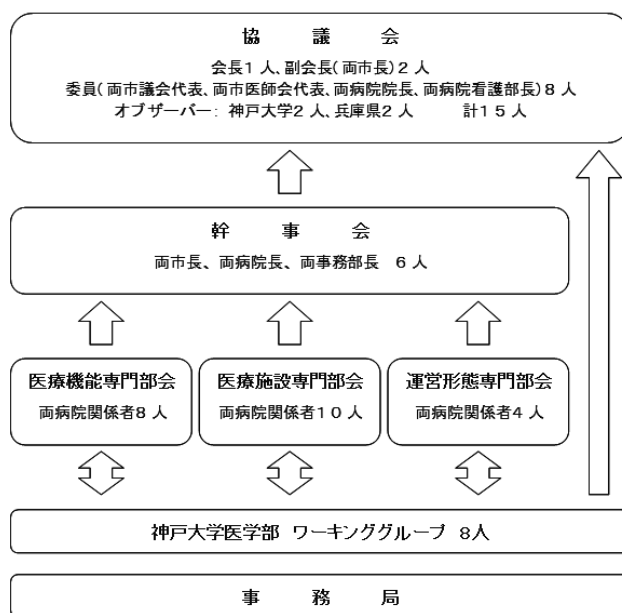 協 議 会
会長1人、副会長(両市長)2人
委員(両市議会代表、両市医師会代表、両病院院長、両病院看護部長)8人
オブザーバー: 神戸大学2人、兵庫県2人 計15人
幹 事 会
両市長、両病院長、両事務部長 6人
医療機能専門部会
両病院関係者8人
医療施設専門部会
両病院関係者10人
運営形態専門部会
両病院関係者4人
神戸大学医学部 ワーキンググループ 8人
事 務 局